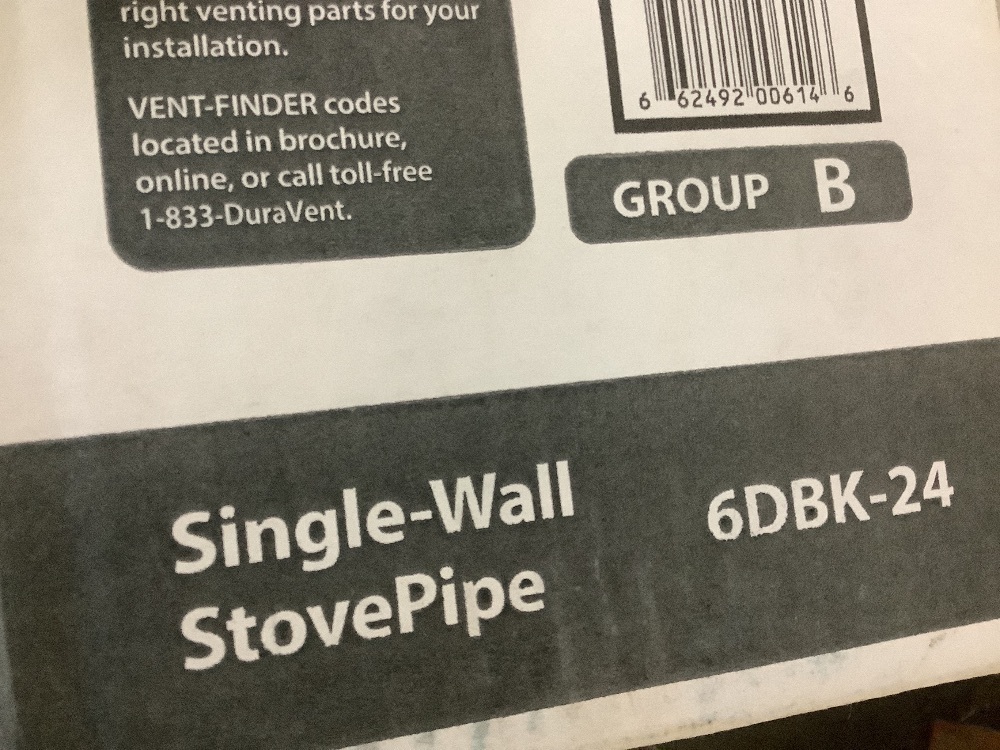 right venting parts for your
installation.
VENT-FINDER codes
located in brochure,
online, or call toll-free
1-833-DuraVent.
6 62492 00614 6
GROUP B
Single-Wall
StovePipe
6DBK-24